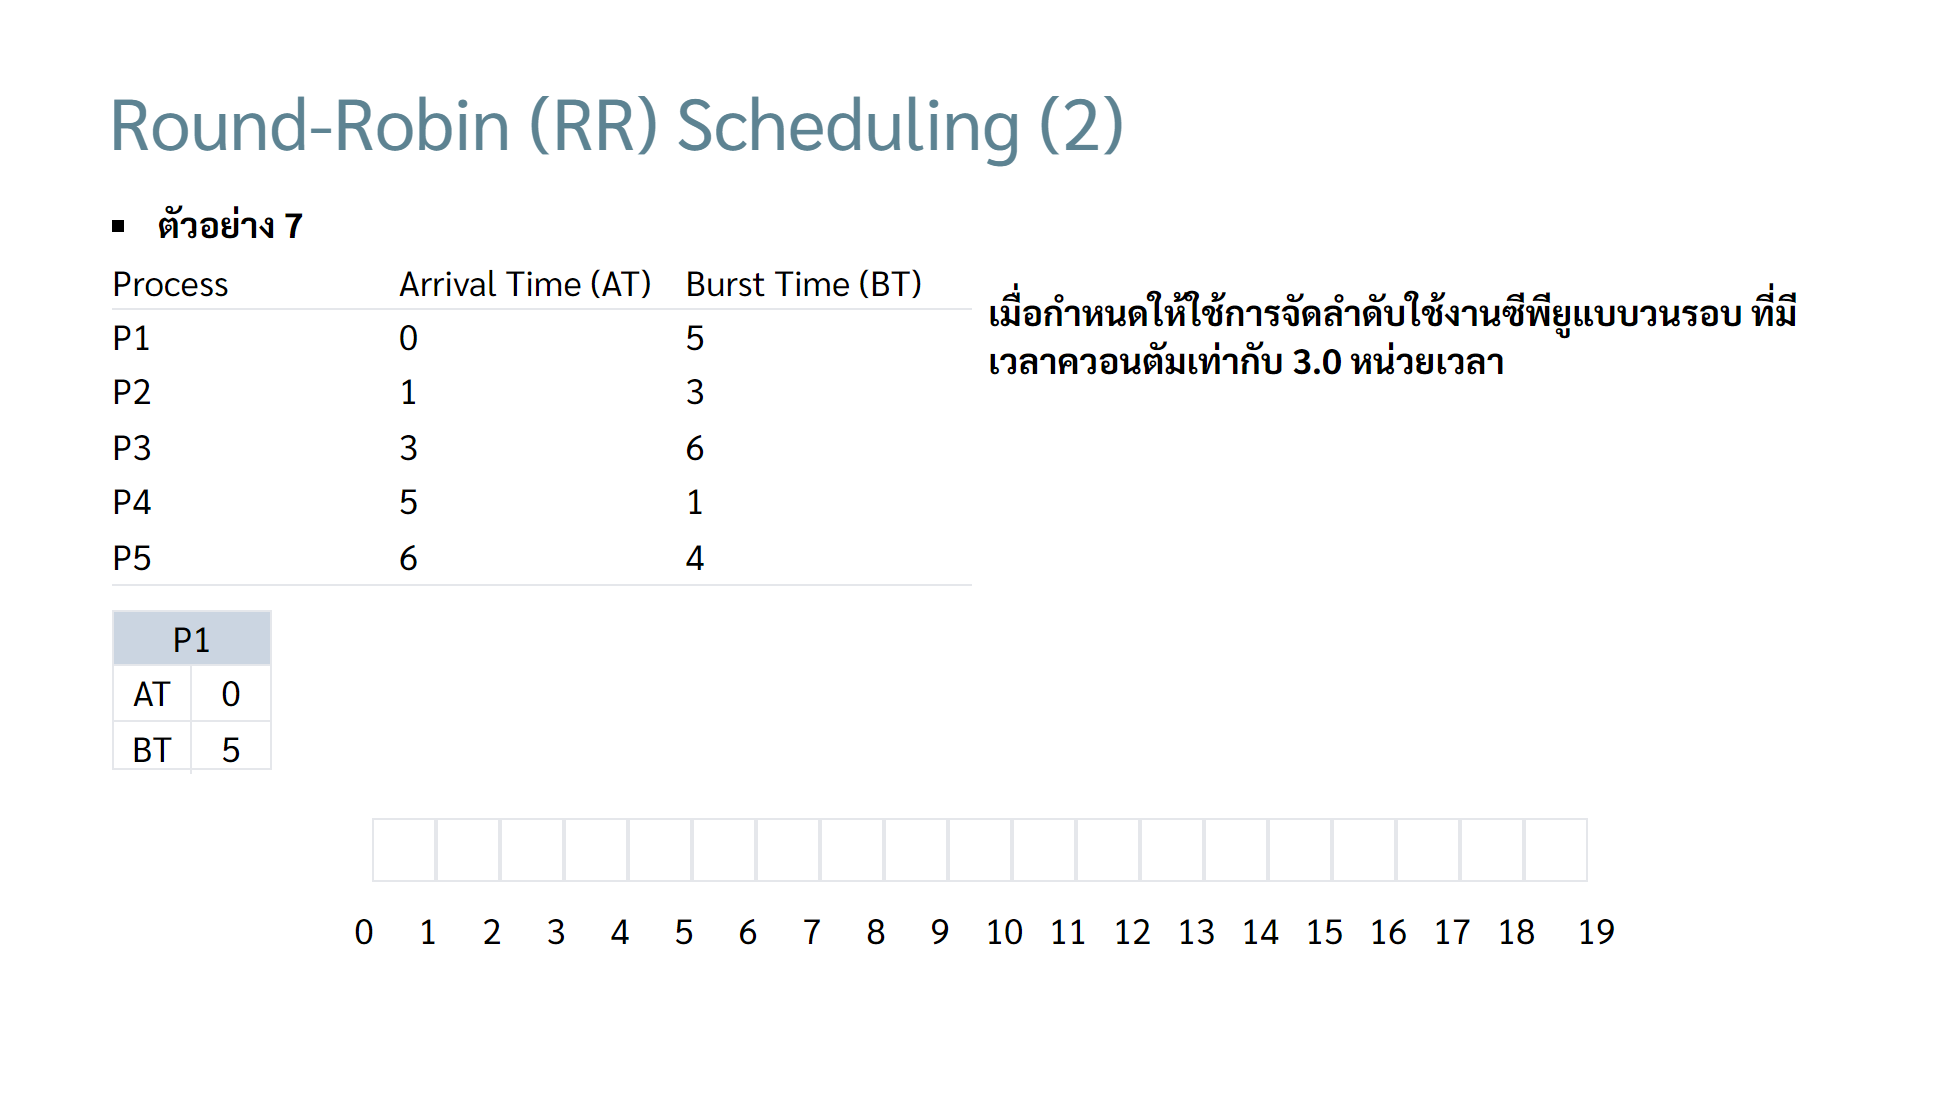 Round-Robin (RR) Scheduling (2)
▪ ตัวอย่าง 7
Process Arrival Time (AT) Burst Time (BT)
P1 0 5
P2 1 3
P3 3 6
P4 5 1
P5 6 4
เมื่อกำหนดให้ใช้การจัดลำดับใช้งานซีพียูแบบวนรอบ ที่มี
เวลาควอนตัมเท่ากับ 3.0 หน่วยเวลา
P1
AT 0
BT 5
0 1 2 3 4 5 6 7 8 9 10 11 12 13 14 15 16 17 18 19